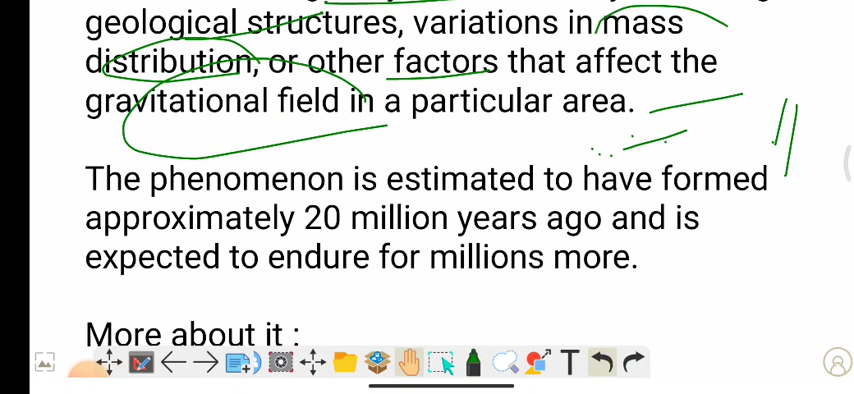 geological structures, variations in mass
distribution, or other factors that affect the
gravitational field in a particular area.
The phenomenon is estimated to have formed
approximately 20 million years ago and is
expected to endure for millions more.
More about it :
T